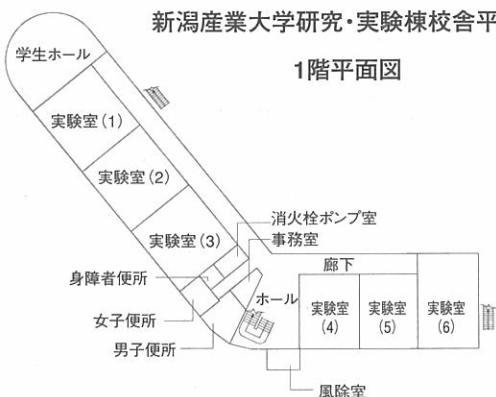 新潟産業大学研究・実験棟校舎平
1階平面図
学生ホール
実験室(1)
実験室(2)
実験室(3)
消火栓ポンプ室
事務室
身障者便所
女子便所
男子便所
ホール
廊下
実験室
(4)
実験室
(5)
実験室
(6)
風除室